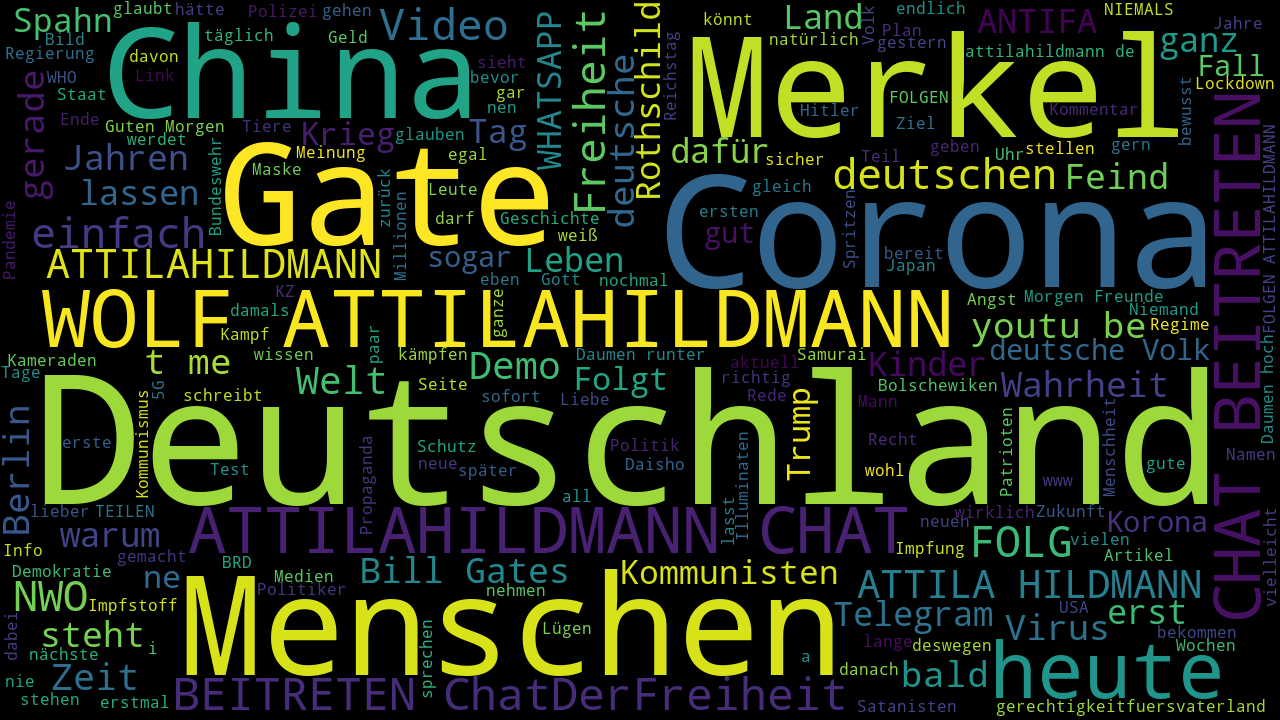 Spahn
glaubt
hätte
Polizei
gehen
Video
könnt
Land
endlich
ANTIFA
NIEMALS
Jahre
Regierung
Bild
davon
China
täglich
Geld
sieht
bevor
gar
nen
WHATSAPP
Freiheit
deutsche
Rothschild
Reichstag
Merkel
natürlich
Volk
Plan
gestern
attilahildmann de
ganz
Fall
Lockdown
WHO
Link
Staat
gerade
Ende
Guten Morgen
Tiere
Krieg
glauben
Tag
Hitler
FOLGEN
Ziel
Kommentar
bewusst
werdet
Jahren
Bundeswehr
Meinung
egal
Maske
Gate
zurück
Leute
darf
Geschichte
weiß
dafür
sicher
Teil
geben
Uhr
stellen
gern
lassen
deutschen
Feind
gleich
ersten
gut
Corona
Spritzen
bereit
Japan
einfach
Pandemie
ATTILAHILDMANN
Millionen
sogar
Leben
eben
Gott
nochmal
CHAT BEITRETEN
FOLGEN ATTILAHILDMANN
KZ
WOLF ATTILAHILDMANN
damals
Kampf
ganze
Angst
Morgen Freunde
Niemand
youtu be
Regime
Kameraden
t me
wissen
paar
kämpfen
Demo
Daumen runter
aktuell
Samurai
Kinder
deutsche Volk
Daumen hoch
Tage
5G
schreibt
Welt
Seite
sofort
Folgt
Liebe
richtig
Rede
Trump
Bolschewiken
Wahrheit
Mann
Berlin
Kommunismus
Deutschland
erste
Test
Propaganda
Schutz
neue
später
Politik
Daisho
Illuminaten
wohl
Recht
Patrioten
www
Menschheit
gute
Namen
lieber
TEILEN
ATTILAHILDMANN CHAT
all
lasst
wirklich
Zukunft
neuen
Korona
vielleicht
Info
warum
gemacht
BRD
Impfung
FOLG
vielen
Artikel
Demokratie
ne
Medien
Politiker
Bill Gates
nehmen
Kommunisten
ATTILA HILDMANN
NWO
Impfstoff
Menschen
Telegram
USA
Virus
erst
dabei
steht
i
sprechen
Lügen
a
lange
deswegen
bekommen
Wochen
nächste
nie
Zeit
danach
bald
heute
stehen
erstmal
BEITRETEN ChatDerFreiheit
Satanisten
gerechtigkeitfuersvaterland